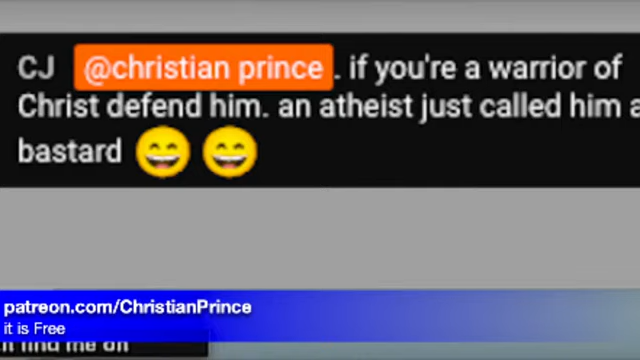 CJ @christian prince. if you're a warrior of
Christ defend him. an atheist just called him a
bastard 😄 😄
patreon.com/ChristianPrince
it is Free
find me on